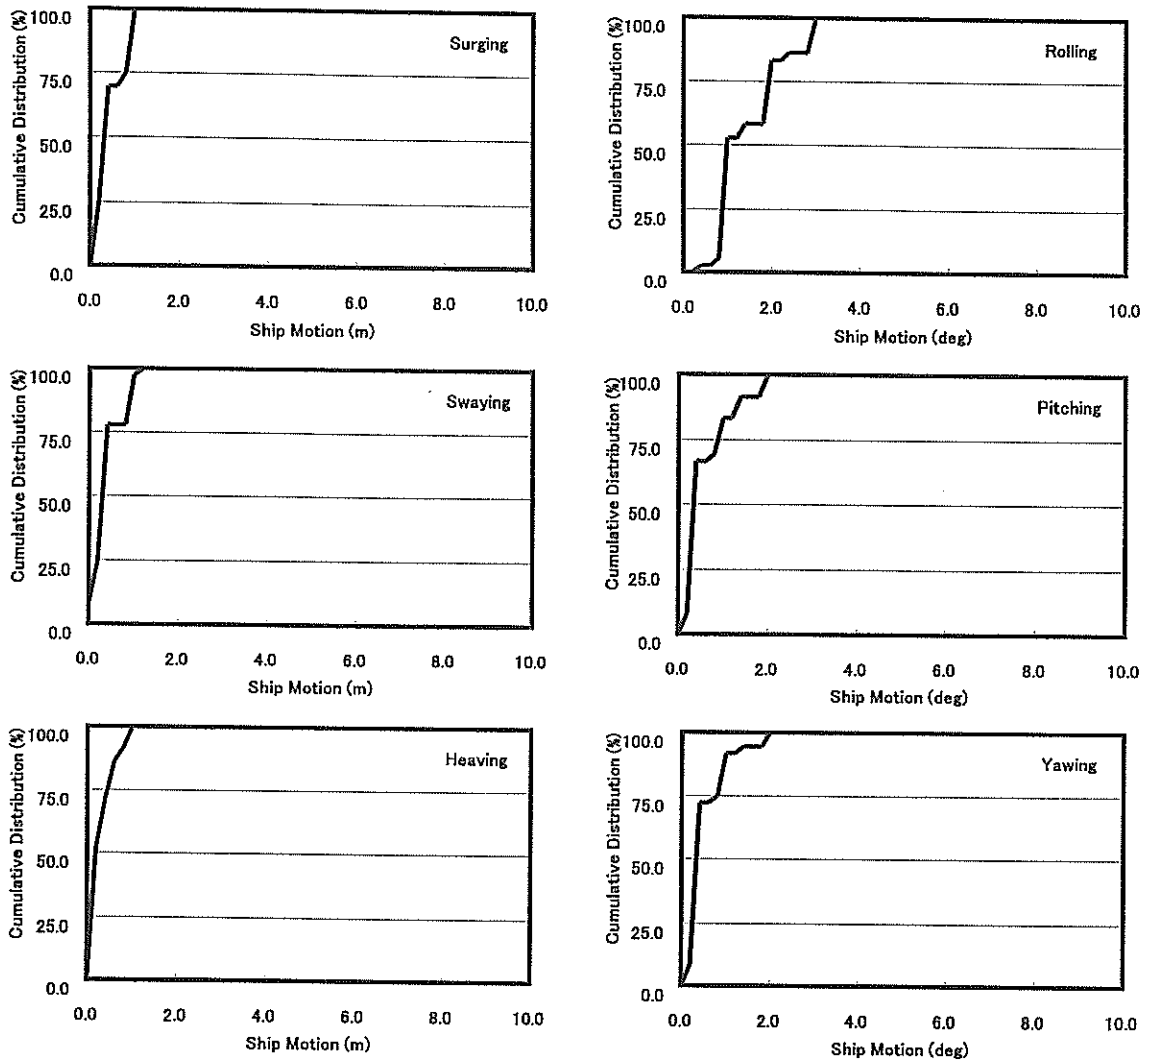 Cumulative Distribution (%)
100.0
75.0
50.0
25.0
0.0
Surging
0.0 2.0 4.0 6.0 8.0 10.0
Ship Motion (m)
Cumulative Distribution (%)
100.0
75.0
50.0
25.0
0.0
Rolling
0.0 2.0 4.0 6.0 8.0 10.0
Ship Motion (deg)
Cumulative Distribution (%)
100.0
75.0
50.0
25.0
0.0
Swaying
0.0 2.0 4.0 6.0 8.0 10.0
Ship Motion (m)
Cumulative Distribution (%)
100.0
75.0
50.0
25.0
0.0
Pitching
0.0 2.0 4.0 6.0 8.0 10.0
Ship Motion (deg)
Cumulative Distribution (%)
100.0
75.0
50.0
25.0
0.0
Heaving
0.0 2.0 4.0 6.0 8.0 10.0
Ship Motion (m)
Cumulative Distribution (%)
100.0
75.0
50.0
25.0
0.0
Yawing
0.0 2.0 4.0 6.0 8.0 10.0
Ship Motion (deg)